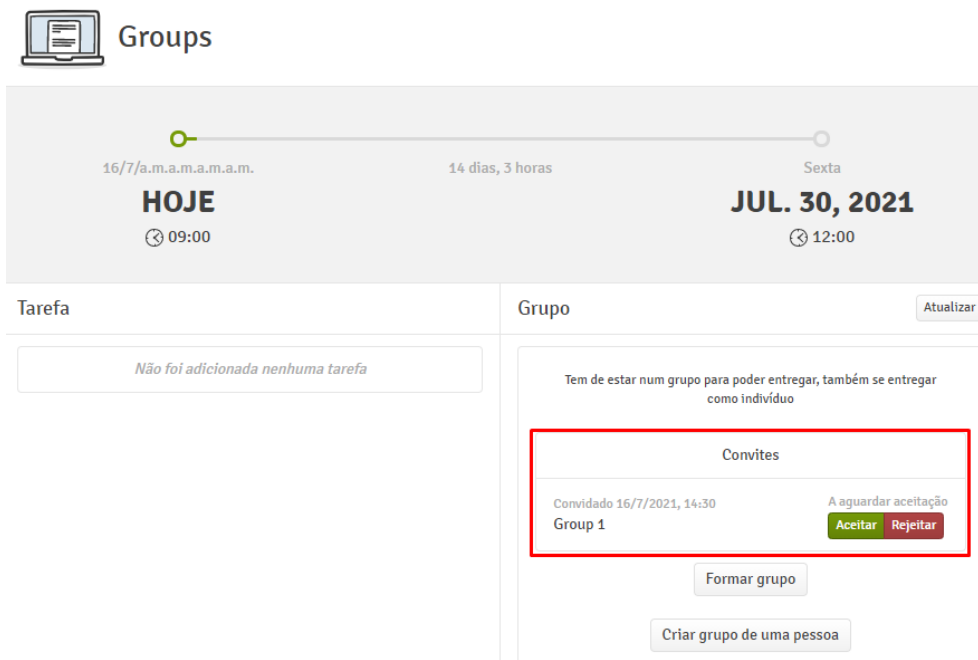 Groups
16/7/a.m.a.m.a.m.a.m.
14 dias, 3 horas
Sexta
HOJE
JUL. 30, 2021
09:00
12:00
Tarefa
Grupo
Atualizar
Não foi adicionada nenhuma tarefa
Tem de estar num grupo para poder entregar, também se entregar
como indivíduo
Convites
Convidado 16/7/2021, 14:30
A aguardar aceitação
Group 1
Aceitar
Rejeitar
Formar grupo
Criar grupo de uma pessoa